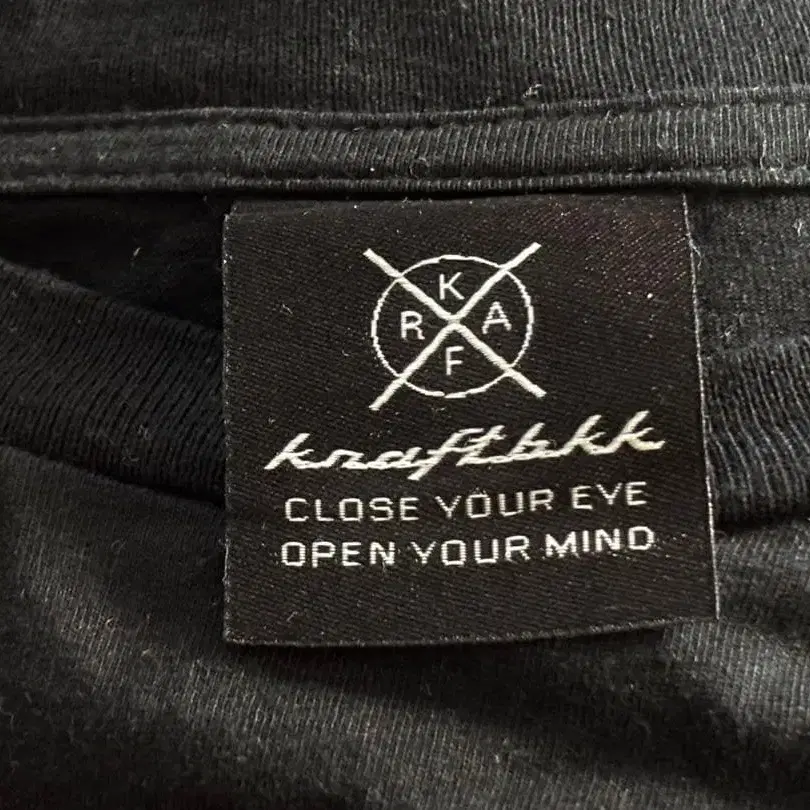 K
R A
F
kraftbkk
CLOSE YOUR EYE
OPEN YOUR MIND